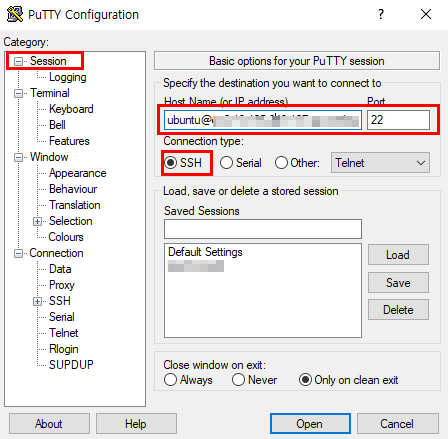 PuTTY Configuration
Category:
Session
Logging
Terminal
Keyboard
Bell
Features
Window
Appearance
Behaviour
Translation
Selection
Colours
Connection
Data
Proxy
SSH
Serial
Telnet
Rlogin
SUPDUP
Basic options for your PuTTY session
Specify the destination you want to connect to
Host Name (or IP address) Port
ubuntu@ 22
Connection type:
SSH Serial Other: Telnet
Load, save or delete a stored session
Saved Sessions
Default Settings
Load
Save
Delete
Close window on exit:
Always Never Only on clean exit
About Help Open Cancel